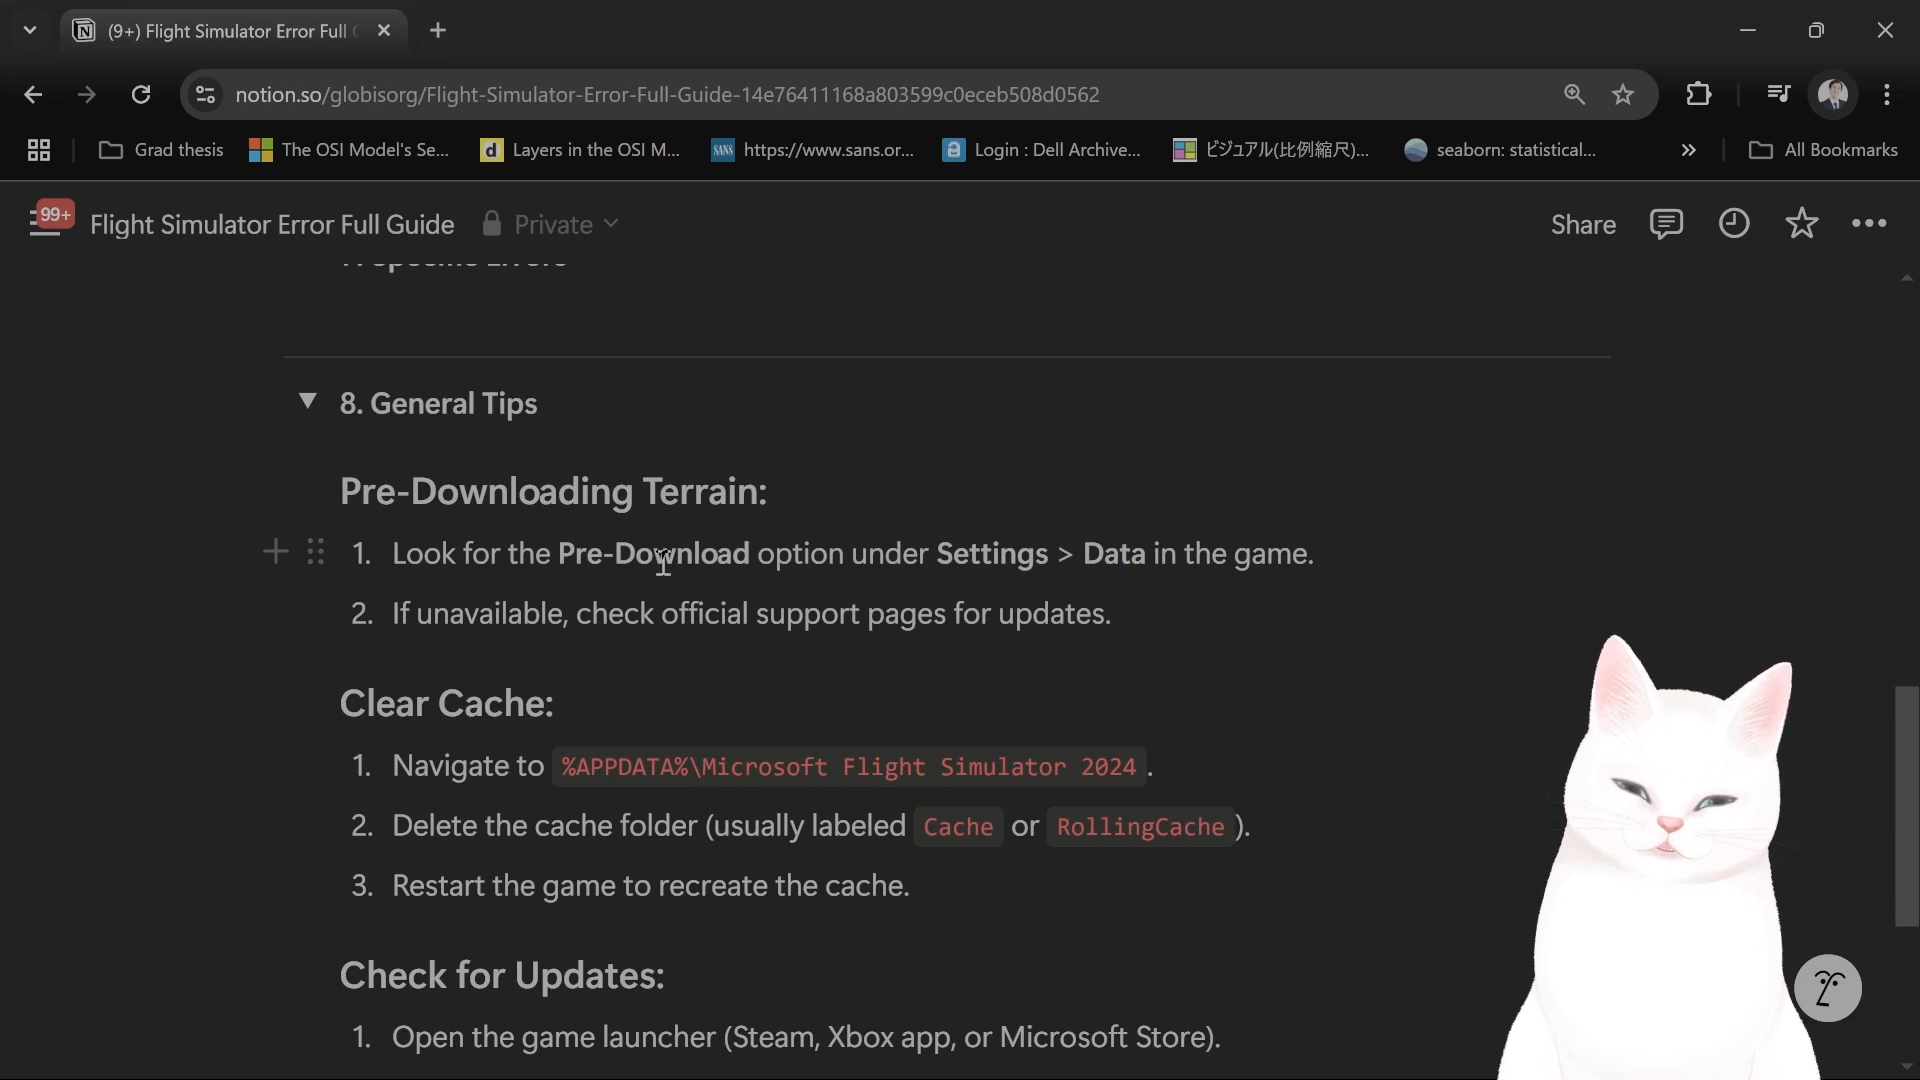 (9+) Flight Simulator Error Full
notion.so/globisorg/Flight-Simulator-Error-Full-Guide-14e76411168a803599c0eceb508d0562
Grad thesis
The OSI Model's Se...
d
Layers in the OSI M...
SANS
https://www.sans.or...
Login : Dell Archive...
ビジュアル(比例縮尺)...
seaborn: statistical...
All Bookmarks
99+
Flight Simulator Error Full Guide
Private
Share
7. Specific Errors
8. General Tips
Pre-Downloading Terrain:
1. Look for the Pre-Download option under Settings > Data in the game.
2. If unavailable, check official support pages for updates.
Clear Cache:
1. Navigate to %APPDATA%\Microsoft Flight Simulator 2024 .
2. Delete the cache folder (usually labeled Cache or RollingCache ).
3. Restart the game to recreate the cache.
Check for Updates:
1. Open the game launcher (Steam, Xbox app, or Microsoft Store).